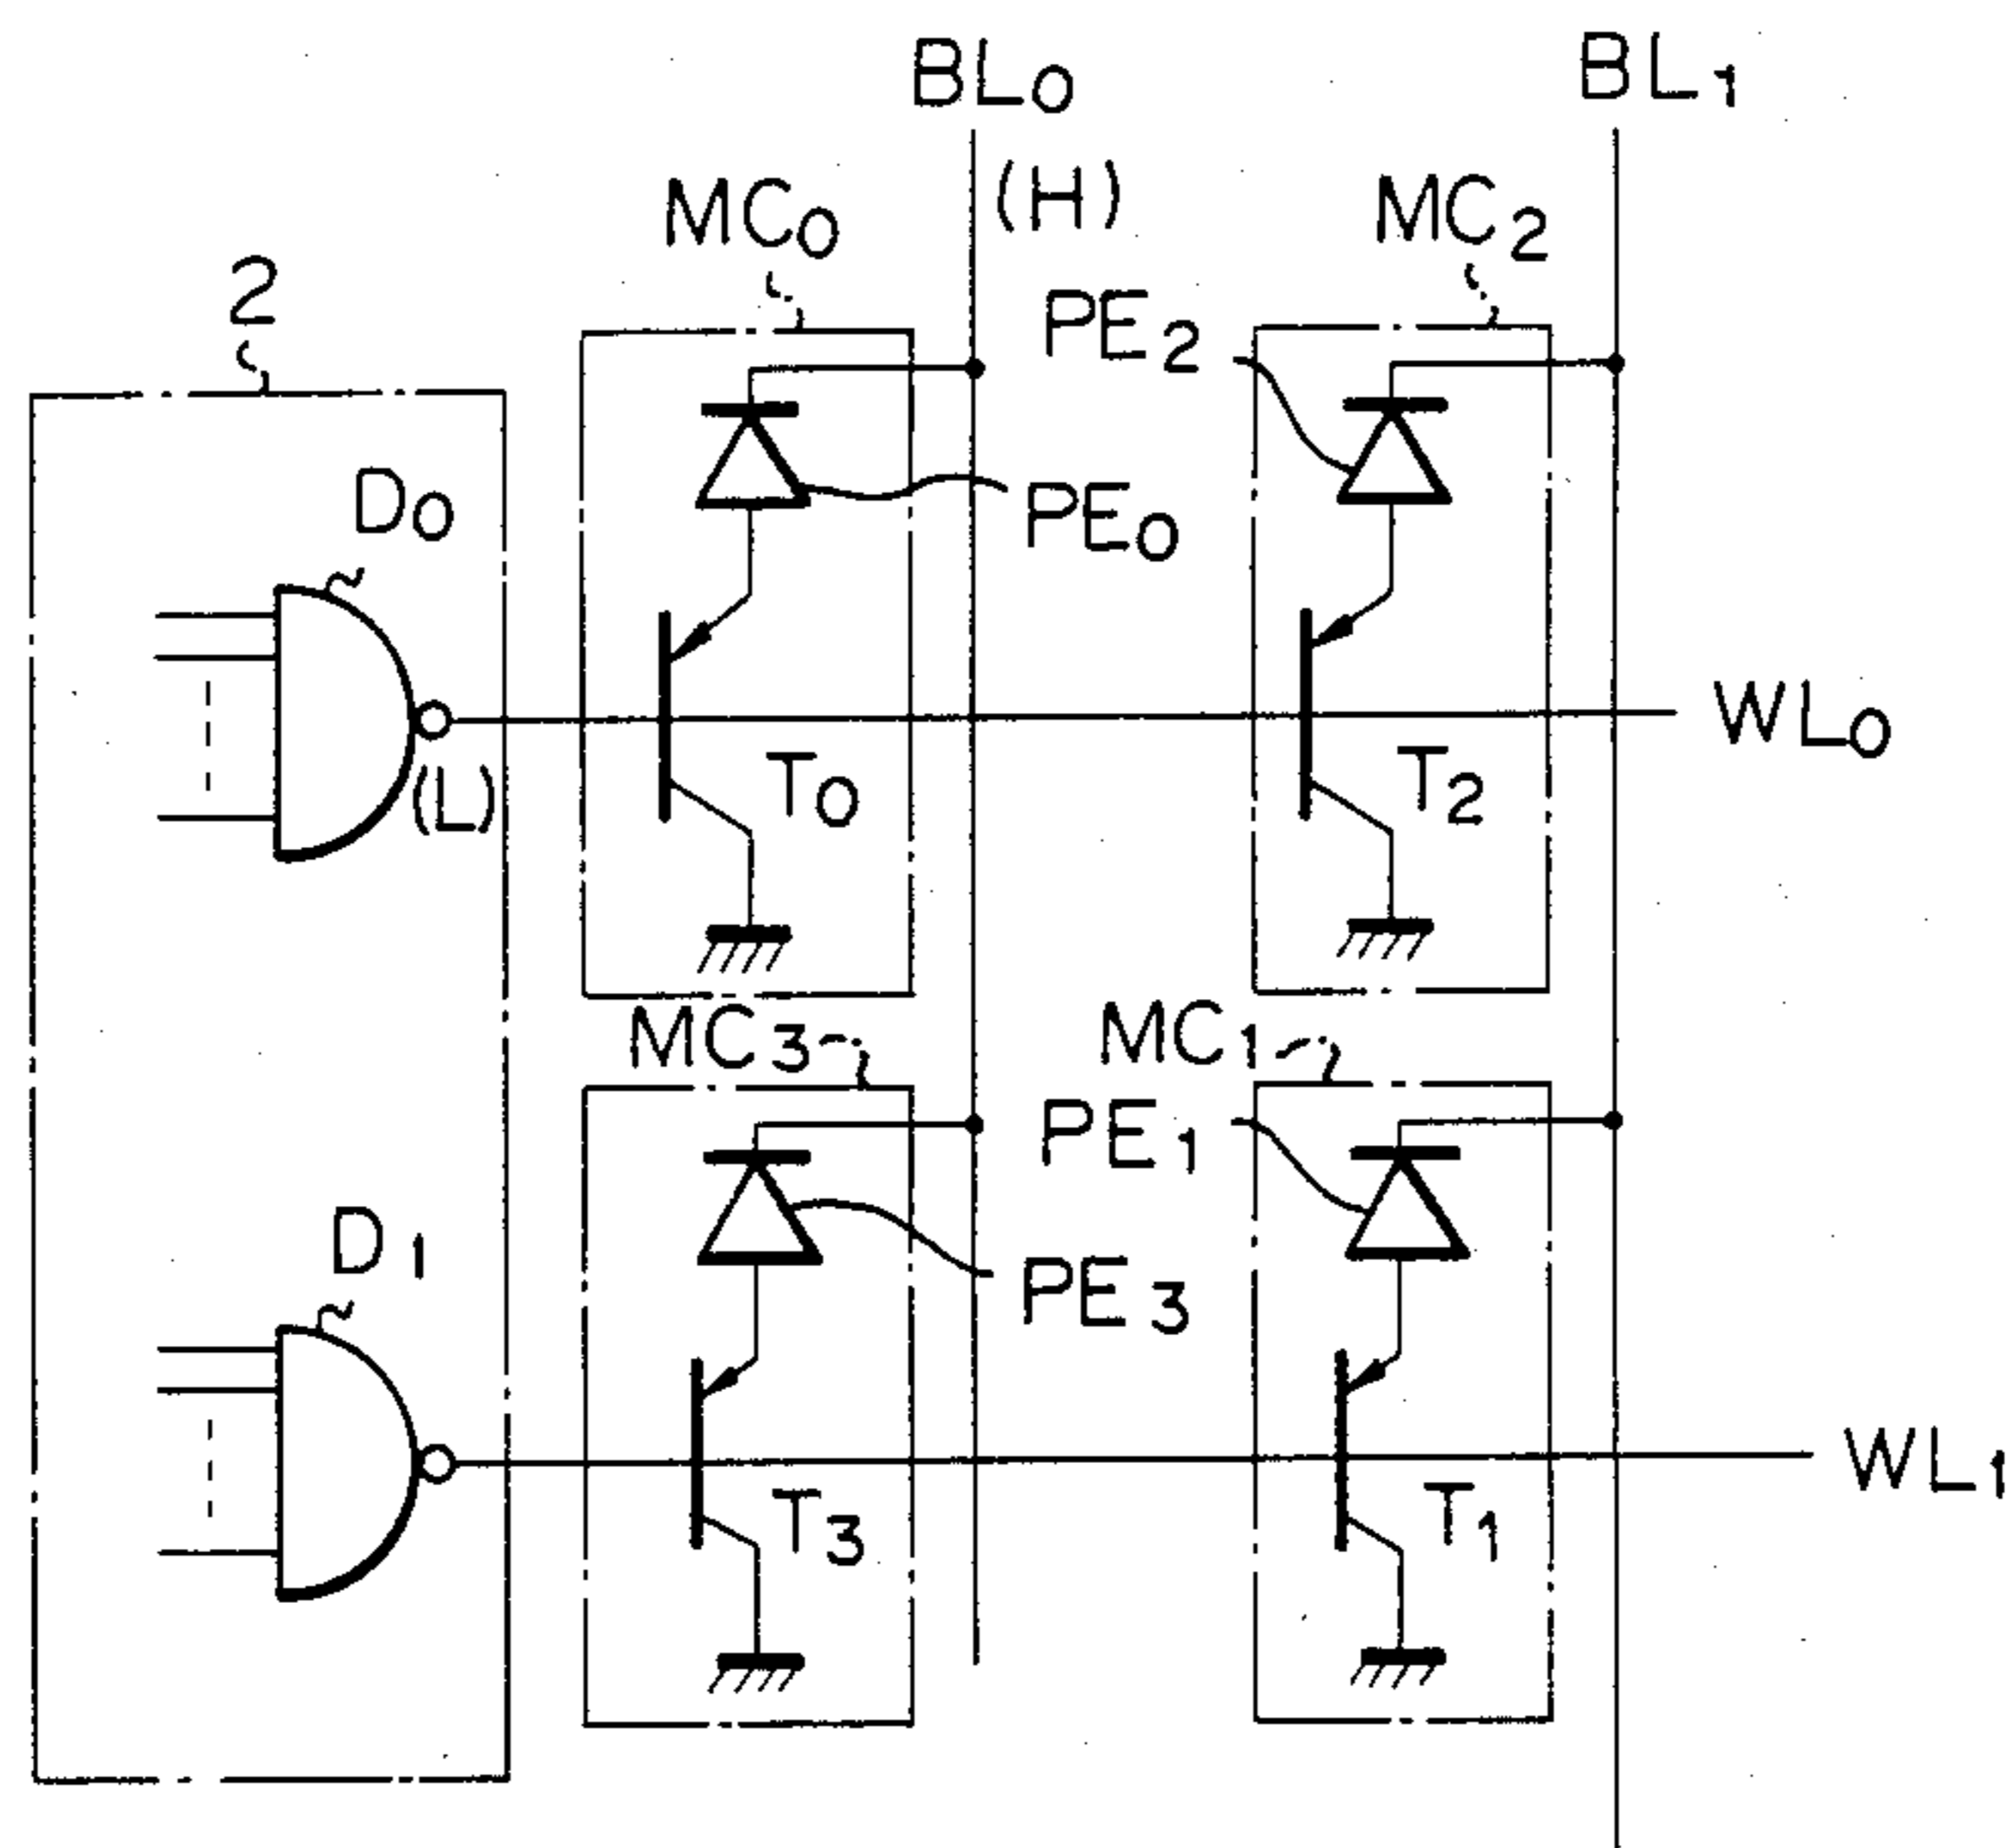 BL0 BL1
(H)
MC0 MC2
2 PE2
D0 PE0
WL0
(L) T0 T2
MC3 MC1
PE1
D1 PE3
WL1
T3 T1